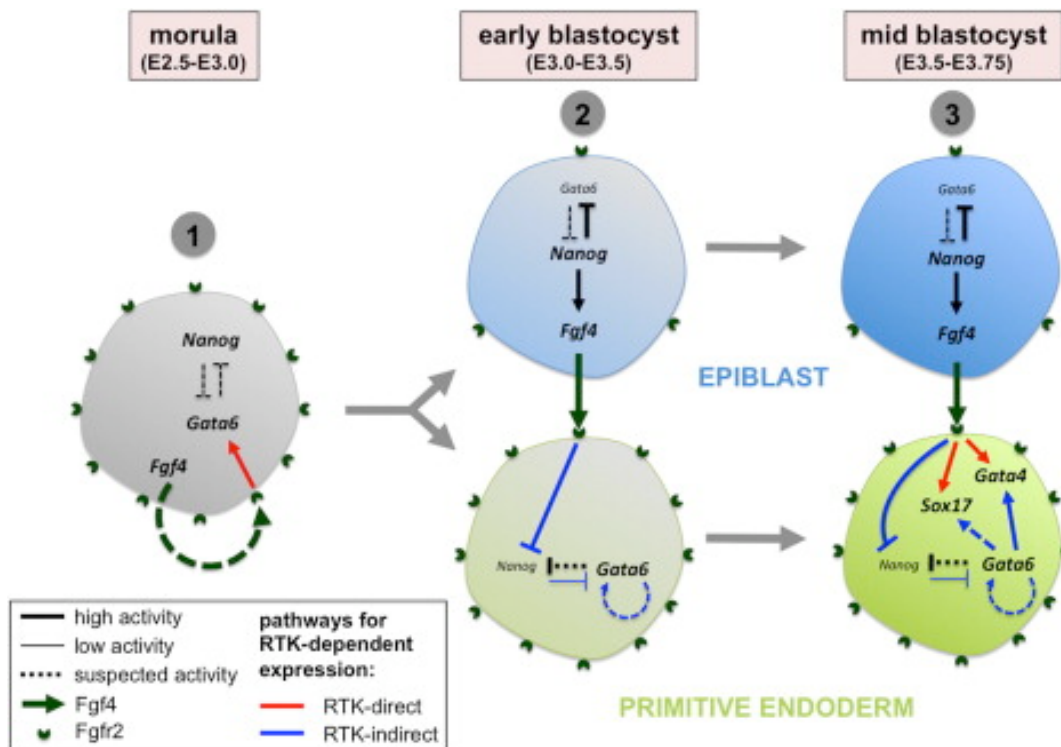 morula
(E2.5-E3.0)
early blastocyst
(E3.0-E3.5)
mid blastocyst
(E3.5-E3.75)
1
2
3
Nanog
Gata6
Fgf4
Gata6
Nanog
Fgf4
Gata6
Nanog
Fgf4
EPIBLAST
Nanog
Gata6
Gata4
Sox17
Nanog
Gata6
PRIMITIVE ENDODERM
high activity
low activity
suspected activity
Fgf4
Fgfr2
pathways for
RTK-dependent
expression:
RTK-direct
RTK-indirect